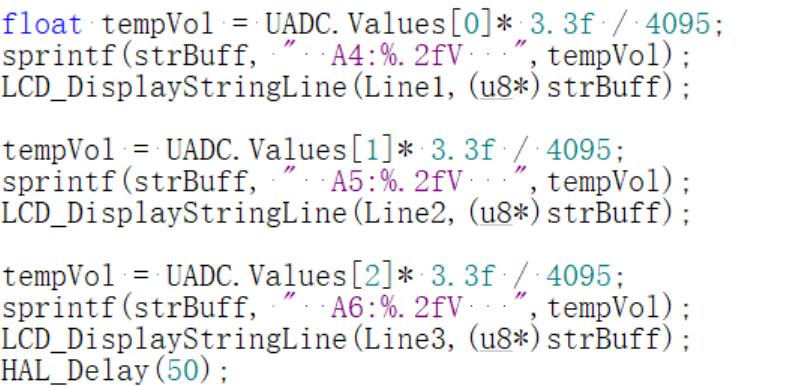 float tempVol = UADC.Values[0]* 3.3f / 4095;
sprintf(strBuff, "  A4:%.2fV   ",tempVol);
LCD_DisplayStringLine(Line1,(u8*)strBuff);
tempVol = UADC.Values[1]* 3.3f / 4095;
sprintf(strBuff, "  A5:%.2fV   ",tempVol);
LCD_DisplayStringLine(Line2,(u8*)strBuff);
tempVol = UADC.Values[2]* 3.3f / 4095;
sprintf(strBuff, "  A6:%.2fV   ",tempVol);
LCD_DisplayStringLine(Line3,(u8*)strBuff);
HAL_Delay(50);